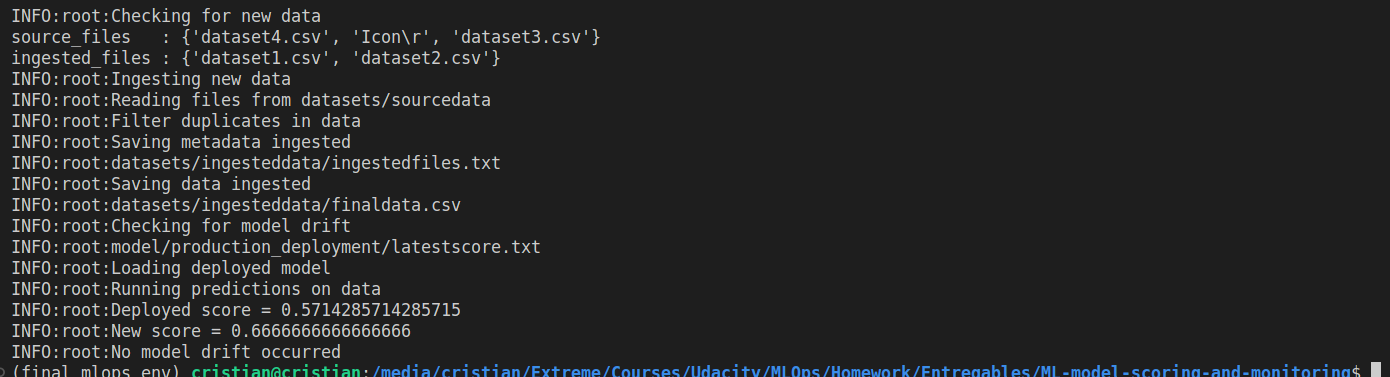 INFO:root:Checking for new data
source_files   : {'dataset4.csv', 'Icon\r', 'dataset3.csv'}
ingested_files : {'dataset1.csv', 'dataset2.csv'}
INFO:root:Ingesting new data
INFO:root:Reading files from datasets/sourcedata
INFO:root:Filter duplicates in data
INFO:root:Saving metadata ingested
INFO:root:datasets/ingesteddata/ingestedfiles.txt
INFO:root:Saving data ingested
INFO:root:datasets/ingesteddata/finaldata.csv
INFO:root:Checking for model drift
INFO:root:model/production_deployment/latestscore.txt
INFO:root:Loading deployed model
INFO:root:Running predictions on data
INFO:root:Deployed score = 0.5714285714285715
INFO:root:New score = 0.6666666666666666
INFO:root:No model drift occurred
(final_mlops_env) cristian@cristian:/media/cristian/Extreme/Courses/Udacity/MLOps/Homework/Entregables/ML-model-scoring-and-monitoring$